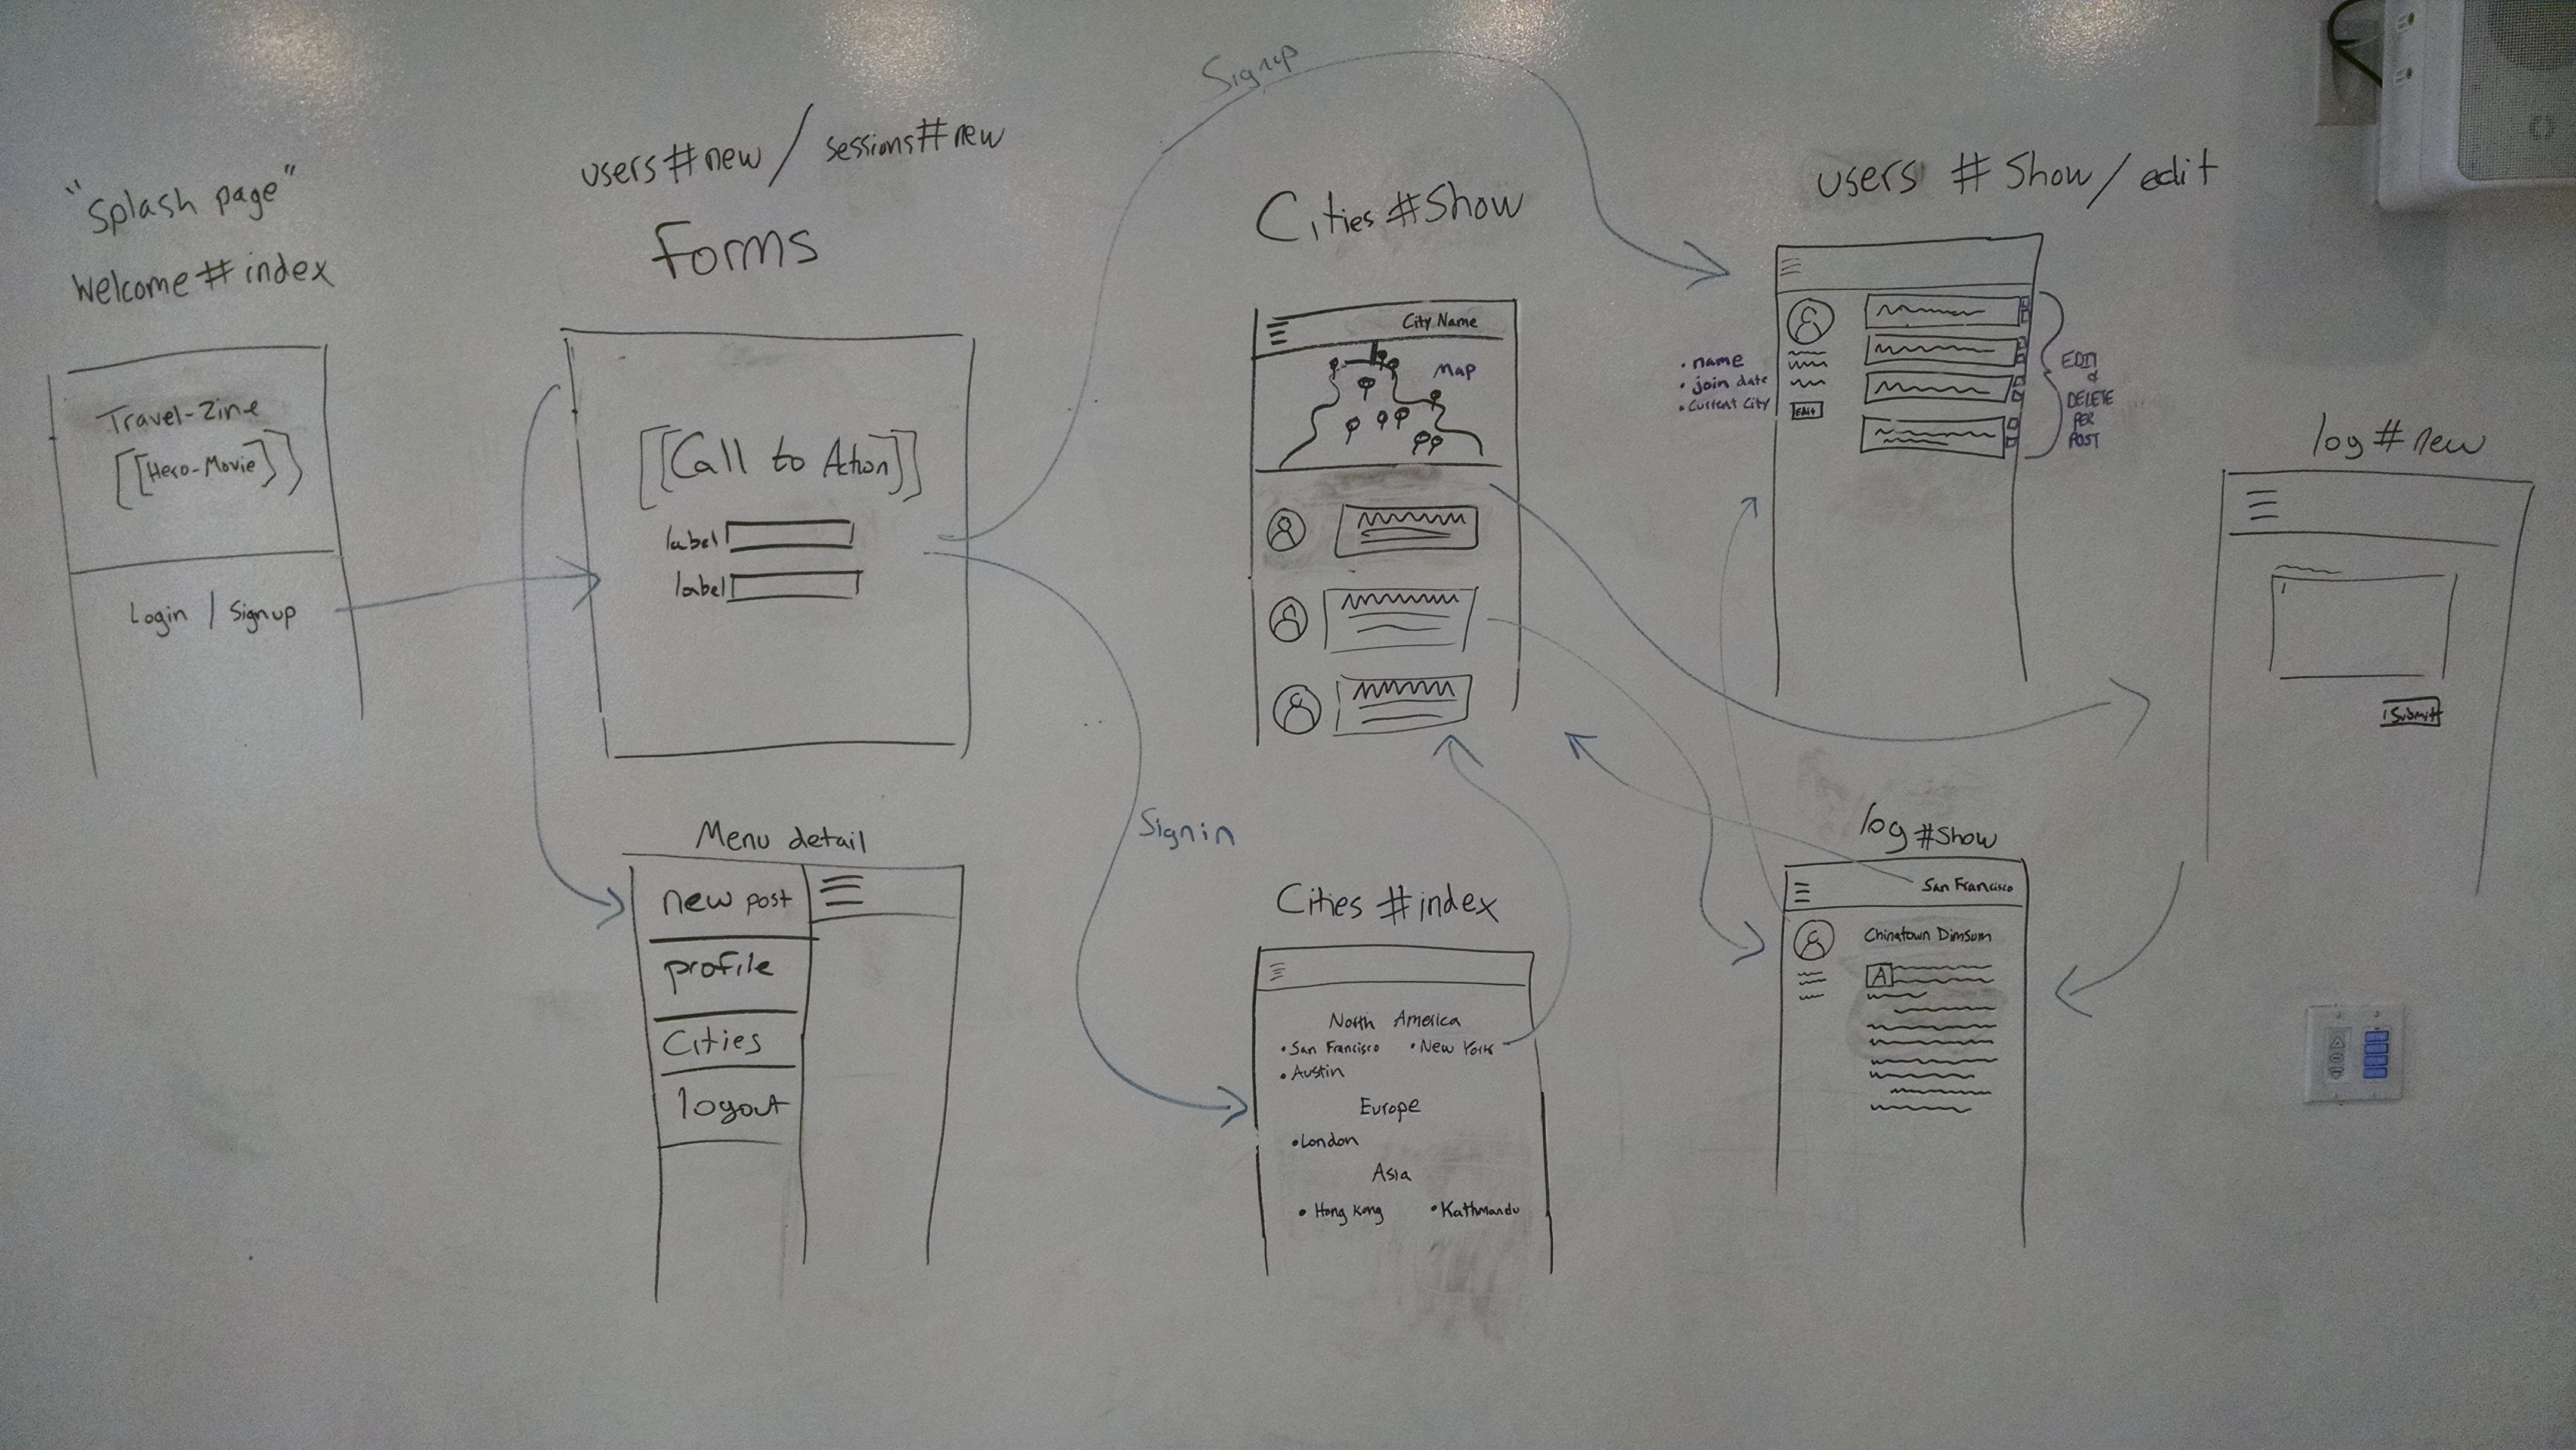 "Splash page"
Welcome#index
Travel-Zine
[[Hero-Movie]]
Login / Signup
users#new / sessions#new
Forms
[[Call to Action]]
label
label
Menu detail
new post
profile
Cities
logout
Signup
Signin
Cities #Show
City Name
Map
Cities #index
North America
• San Francisco • New York
• Austin
Europe
• London
Asia
• Hong Kong • Kathmandu
users #Show/edit
• name
• join date
• Current City
Edit
EDIT
&
DELETE
PER
POST
log #show
San Francisco
Chinatown Dimsum
A
log #new
Submit